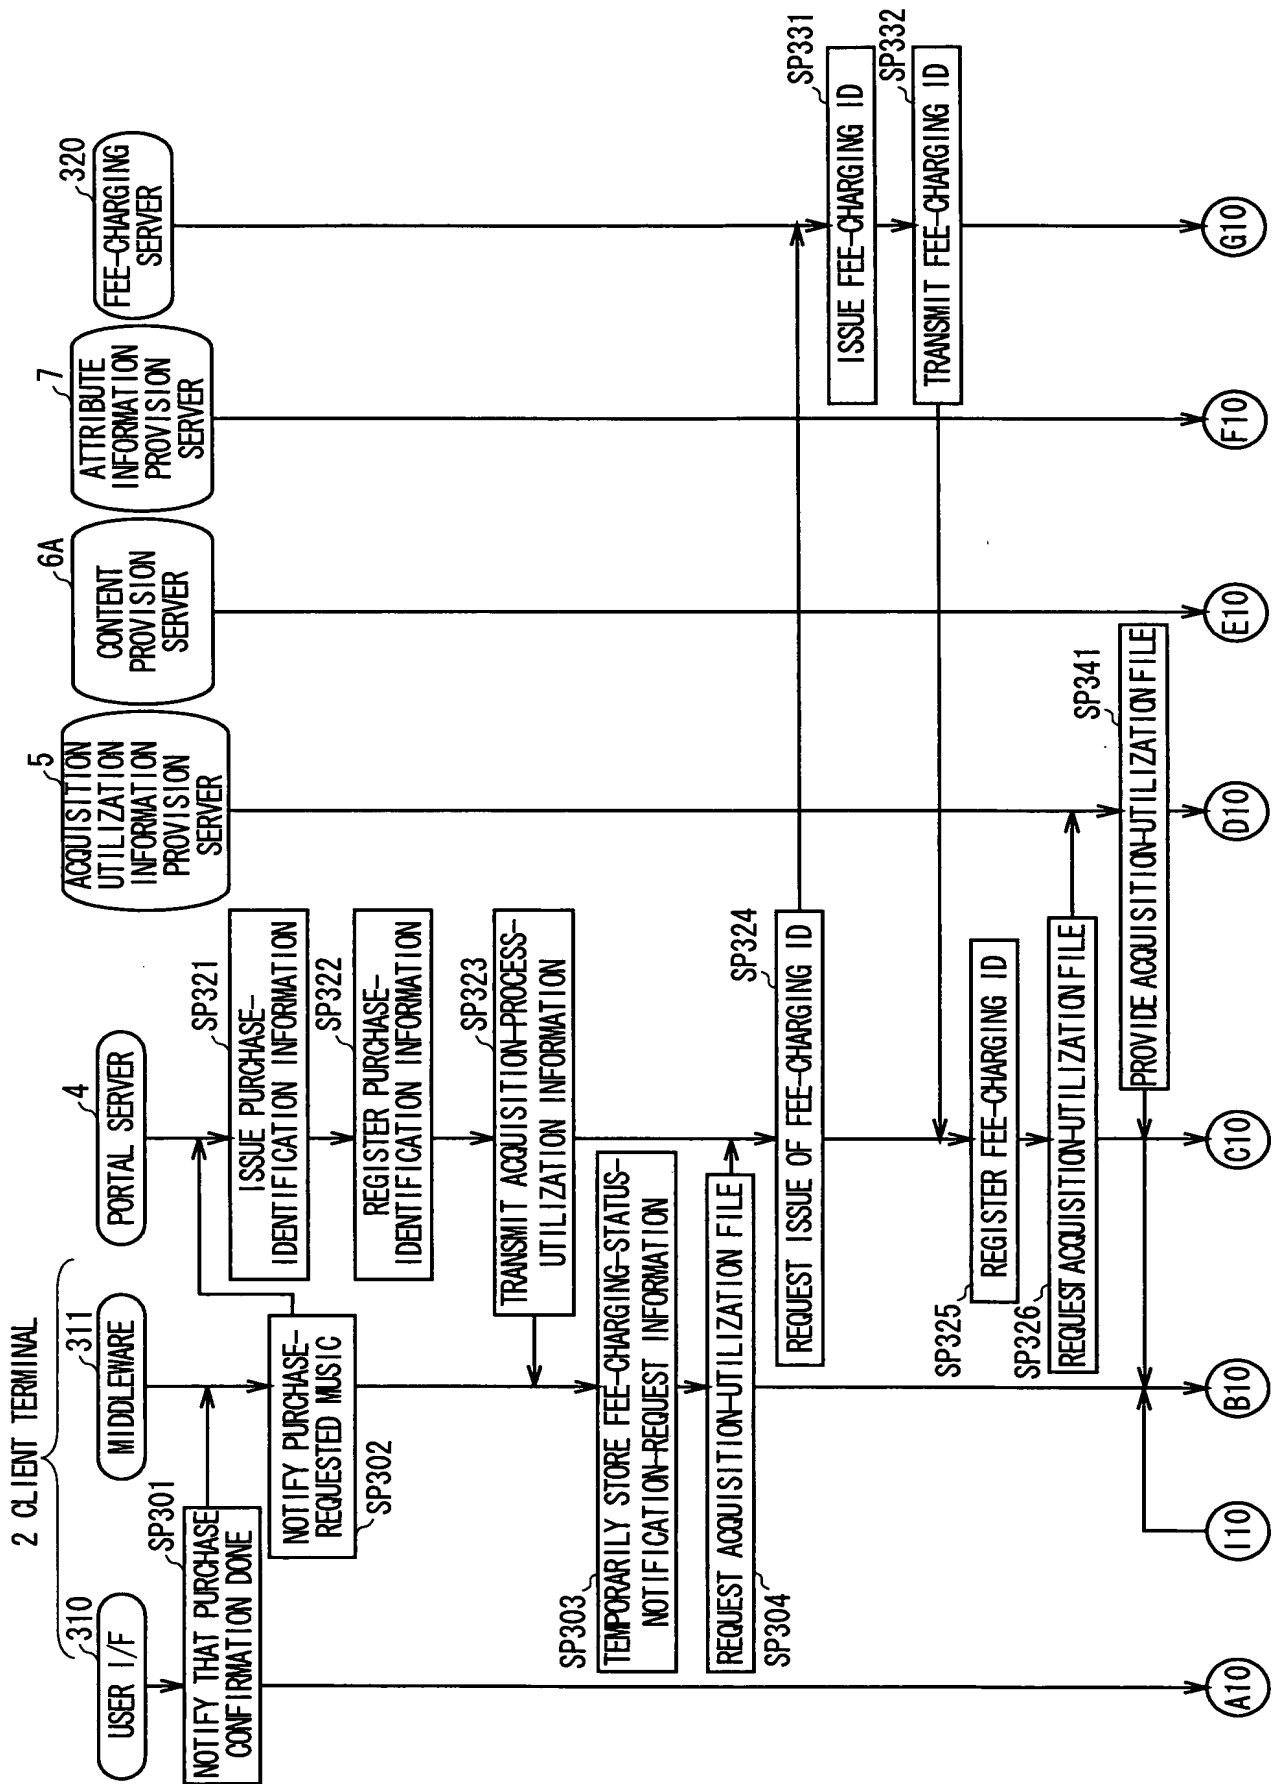 2 CLIENT TERMINAL
310
USER I/F
311
MIDDLEWARE
4
PORTAL SERVER
5
ACQUISITION
UTILIZATION
INFORMATION
PROVISION
SERVER
6A
CONTENT
PROVISION
SERVER
7
ATTRIBUTE
INFORMATION
PROVISION
SERVER
320
FEE-CHARGING
SERVER
SP301
NOTIFY THAT PURCHASE
CONFIRMATION DONE
NOTIFY PURCHASE-
REQUESTED MUSIC
SP302
SP321
ISSUE PURCHASE-
IDENTIFICATION INFORMATION
SP322
REGISTER PURCHASE-
IDENTIFICATION INFORMATION
SP323
TRANSMIT ACQUISITION-PROCESS-
UTILIZATION INFORMATION
SP303
TEMPORARILY STORE FEE-CHARGING-STATUS-
NOTIFICATION-REQUEST INFORMATION
REQUEST ACQUISITION-UTILIZATION FILE
SP304
SP324
REQUEST ISSUE OF FEE-CHARGING ID
SP331
ISSUE FEE-CHARGING ID
SP332
TRANSMIT FEE-CHARGING ID
SP325
REGISTER FEE-CHARGING ID
SP326
REQUEST ACQUISITION-UTILIZATION FILE
SP341
PROVIDE ACQUISITION-UTILIZATION FILE
A10
I10
B10
C10
D10
E10
F10
G10